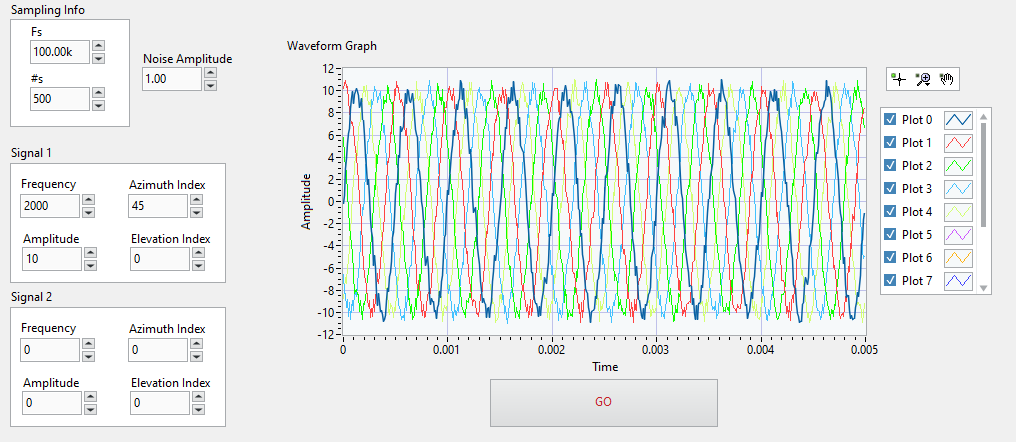 Sampling Info
Fs
100.00k
#s
500
Noise Amplitude
1.00
Signal 1
Frequency
2000
Azimuth Index
45
Amplitude
10
Elevation Index
0
Signal 2
Frequency
0
Azimuth Index
0
Amplitude
0
Elevation Index
0
Waveform Graph
Amplitude
12
10
8
6
4
2
0
-2
-4
-6
-8
-10
-12
0
0.001
0.002
0.003
0.004
0.005
Time
GO
Plot 0
Plot 1
Plot 2
Plot 3
Plot 4
Plot 5
Plot 6
Plot 7